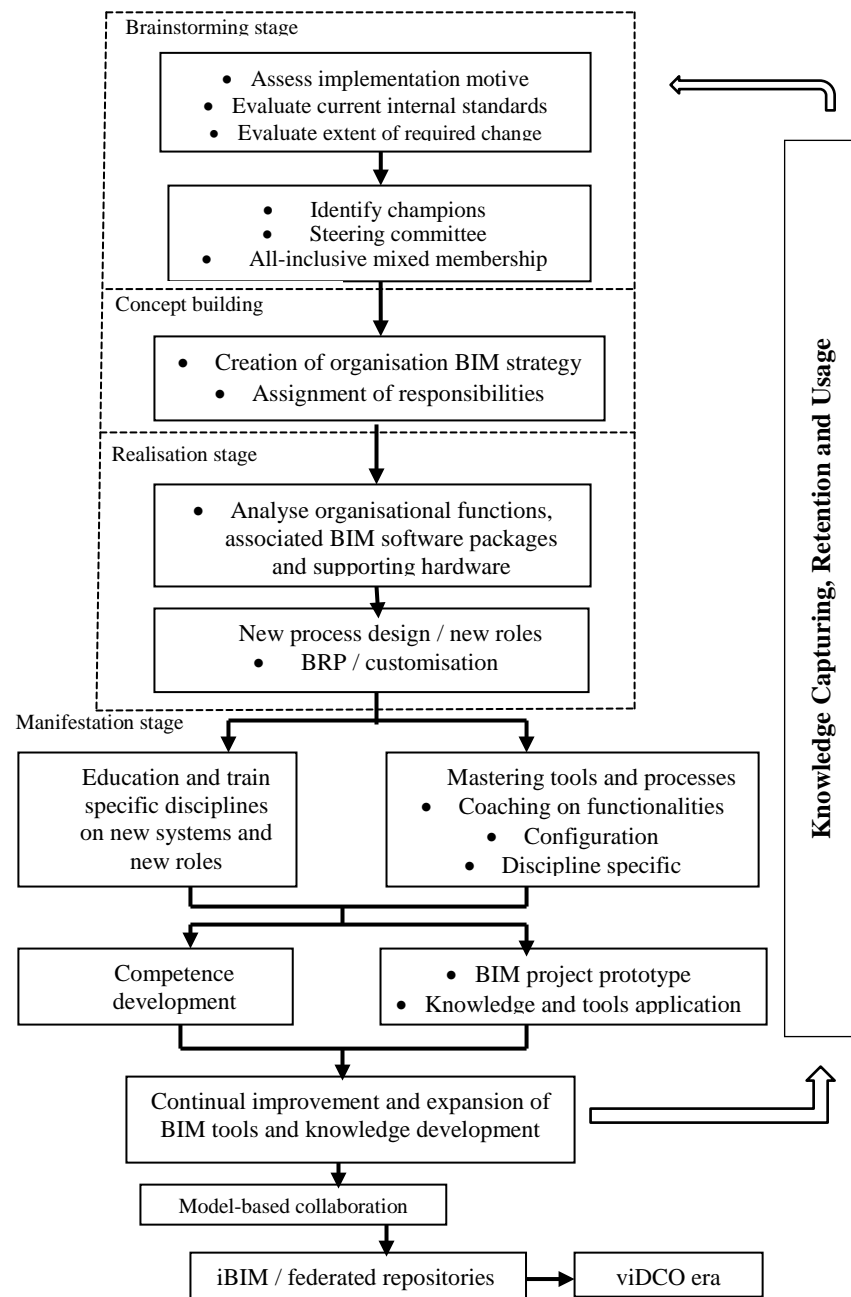 Brainstorming stage
• Assess implementation motive
• Evaluate current internal standards
• Evaluate extent of required change
• Identify champions
• Steering committee
• All-inclusive mixed membership
Concept building
• Creation of organisation BIM strategy
• Assignment of responsibilities
Realisation stage
• Analyse organisational functions,
associated BIM software packages
and supporting hardware
New process design / new roles
• BRP / customisation
Manifestation stage
Education and train
specific disciplines
on new systems and
new roles
Mastering tools and processes
• Coaching on functionalities
• Configuration
• Discipline specific
Competence
development
• BIM project prototype
• Knowledge and tools application
Continual improvement and expansion of
BIM tools and knowledge development
Model-based collaboration
iBIM / federated repositories
viDCO era
Knowledge Capturing, Retention and Usage